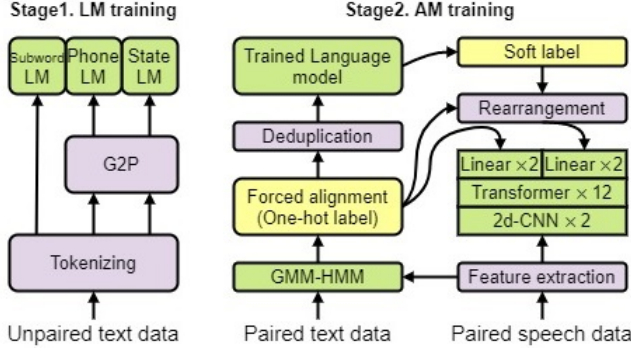 Stage1. LM training
Subword LM
Phone LM
State LM
G2P
Tokenizing
Unpaired text data
Stage2. AM training
Trained Language
model
Soft label
Deduplication
Rearrangement
Forced alignment
(One-hot label)
Linear ×2
Linear ×2
Transformer × 12
2d-CNN × 2
GMM-HMM
Feature extraction
Paired text data
Paired speech data